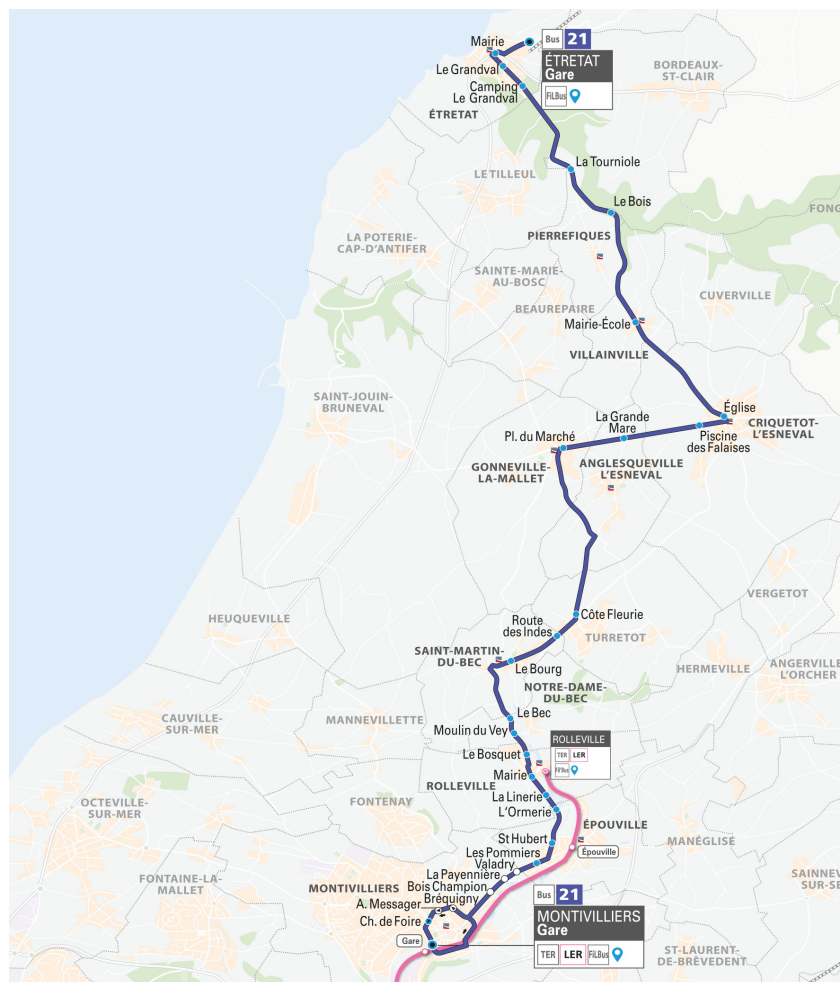 Mairie
Bus 21
ÉTRETAT
Gare
FiLBus
Le Grandval
Camping
Le Grandval
ÉTRETAT
BORDEAUX-
ST-CLAIR
La Tourniole
LE TILLEUL
Le Bois
FONG
PIERREFIQUES
LA POTERIE-
CAP-D'ANTIFER
SAINTE-MARIE-
AU-BOSC
CUVERVILLE
BEAUREPAIRE
Mairie-École
VILLAINVILLE
SAINT-JOUIN-
BRUNEVAL
Église
La Grande
Mare
CRIQUETOT-
L'ESNEVAL
Pl. du Marché
Piscine
des Falaises
GONNEVILLE-
LA-MALLET
ANGLESQUEVILLE
L'ESNEVAL
VERGETOT
HEUQUEVILLE
Route
des Indes
Côte Fleurie
TURRETOT
SAINT-MARTIN-
DU-BEC
Le Bourg
HERMEVILLE
ANGERVILLE
L'ORCHER
NOTRE-DAME-
DU-BEC
CAUVILLE-
SUR-MER
MANNEVILLETTE
Le Bec
Moulin du Vey
ROLLEVILLE
TER LER
FiLBus
Le Bosquet
Mairie
ROLLEVILLE
La Linerie
L'Ormerie
OCTEVILLE-
SUR-MER
FONTENAY
ÉPOUVILLE
MANÉGLISE
St Hubert
Épouville
Les Pommiers
Valadry
La Payennière
Bois Champion
Bréquigny
A. Messager
Ch. de Foire
Gare
FONTAINE-LA-
MALLET
MONTIVILLIERS
SAINNEV
SUR-SE
Bus 21
MONTIVILLIERS
Gare
TER LER FiLBus
ST-LAURENT-
DE-BRÈVEDENT